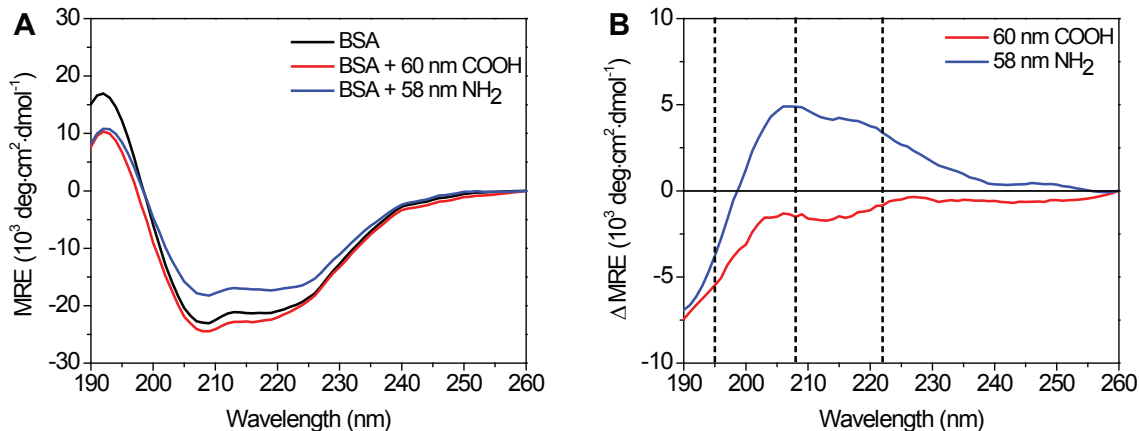 A
MRE (10³ deg·cm²·dmol⁻¹)
30
20
10
0
-10
-20
-30
BSA
BSA + 60 nm COOH
BSA + 58 nm NH₂
190 200 210 220 230 240 250 260
Wavelength (nm)
B
Δ MRE (10³ deg·cm²·dmol⁻¹)
10
5
0
-5
-10
60 nm COOH
58 nm NH₂
190 200 210 220 230 240 250 260
Wavelength (nm)